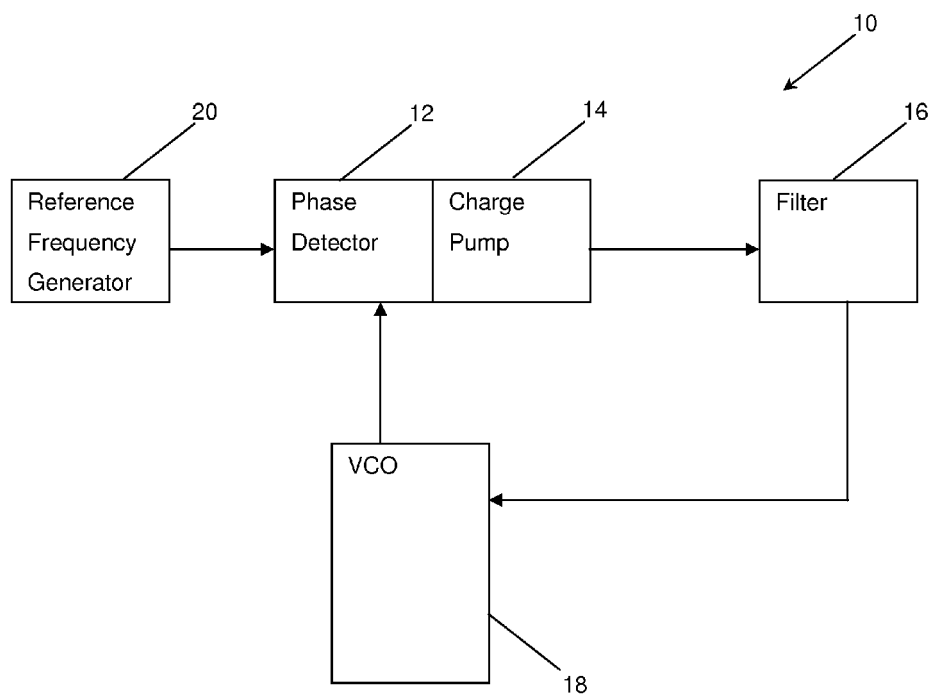 10
20
12
14
16
Reference
Frequency
Generator
Phase
Detector
Charge
Pump
Filter
VCO
18